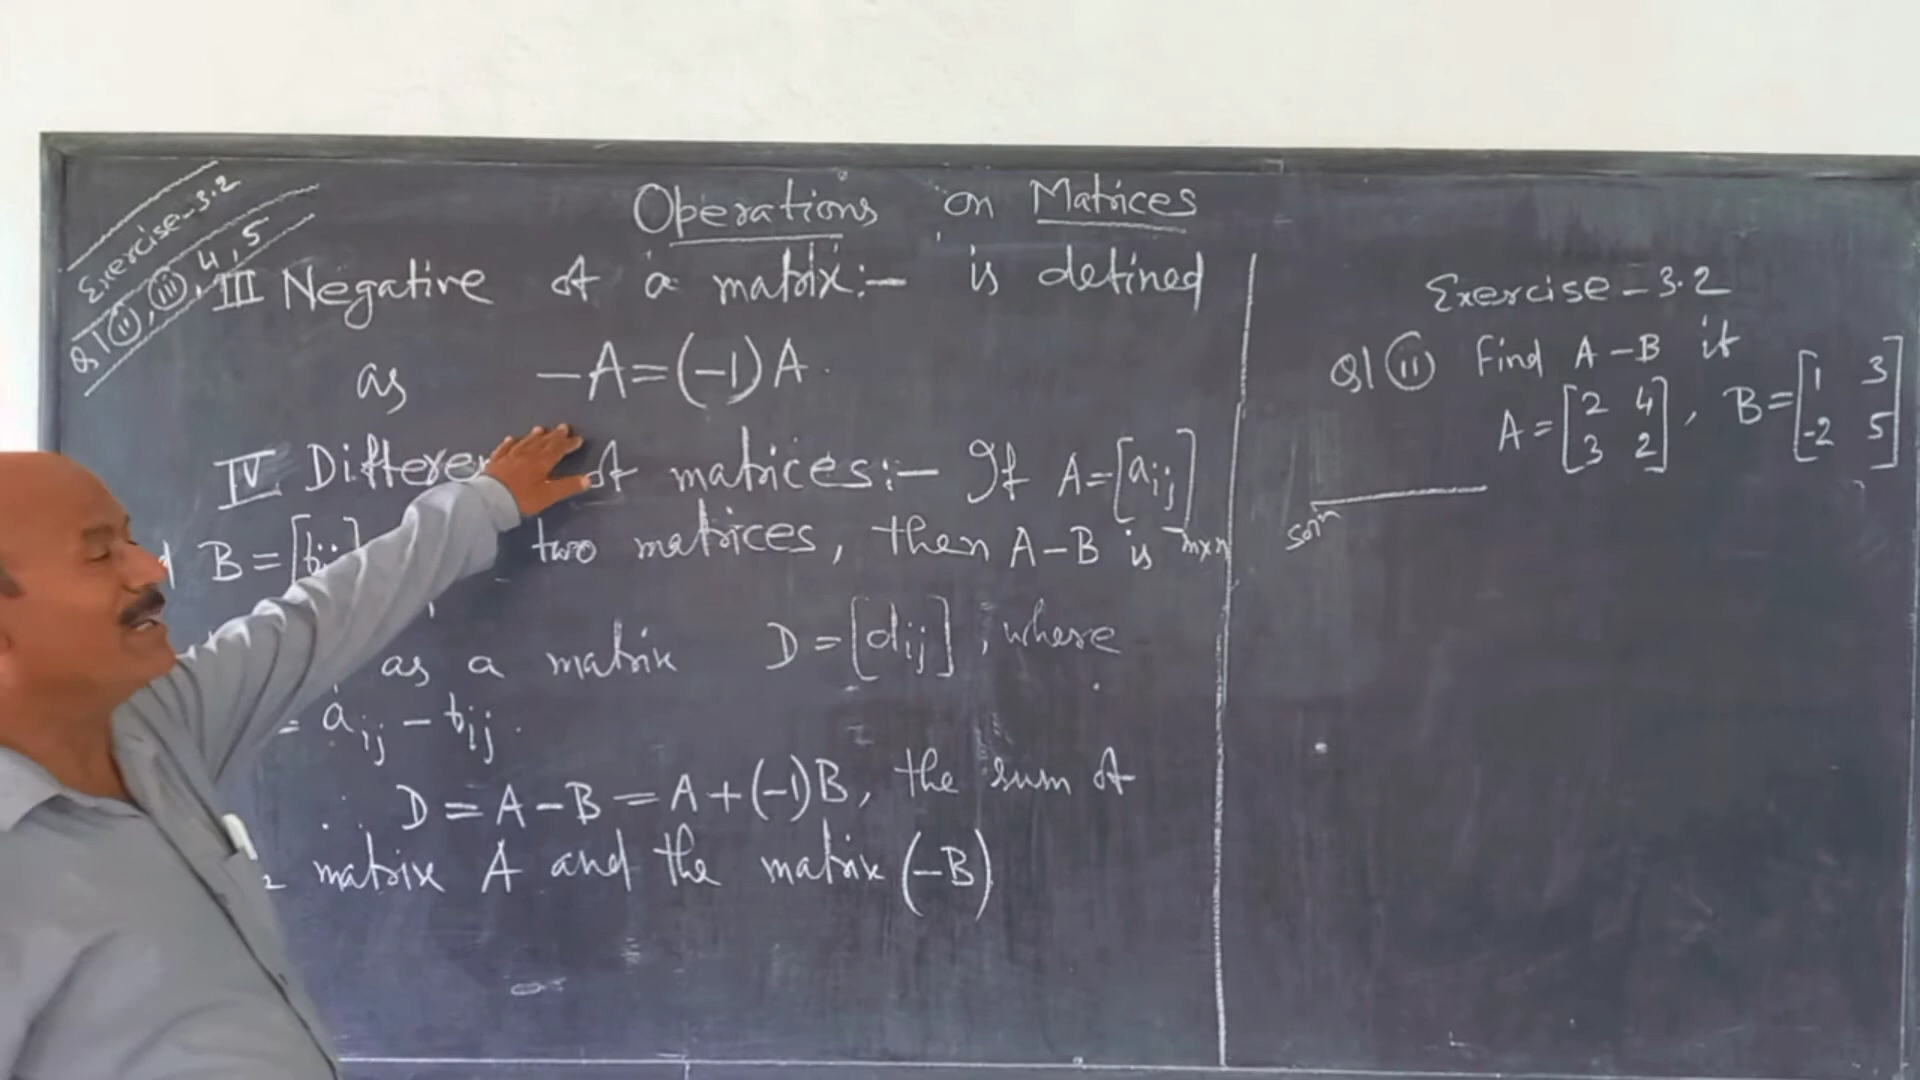 Exercise-3.2
Q1 (ii), (iii), 4, 5
Operations on Matrices
III Negative of a matrix:- is defined
as -A=(-1)A.
IV Differen of matrices:- If A=[aij]
B=[bij] two matrices, then A-B is mxn
as a matrix D=[dij], where
= aij - bij.
∴ D=A-B=A+(-1)B, the sum of
matrix A and the matrix (-B)
Exercise-3.2
Q1 (ii) Find A-B if
A=[2 4
3 2], B=[1 3
-2 5]
Solⁿ